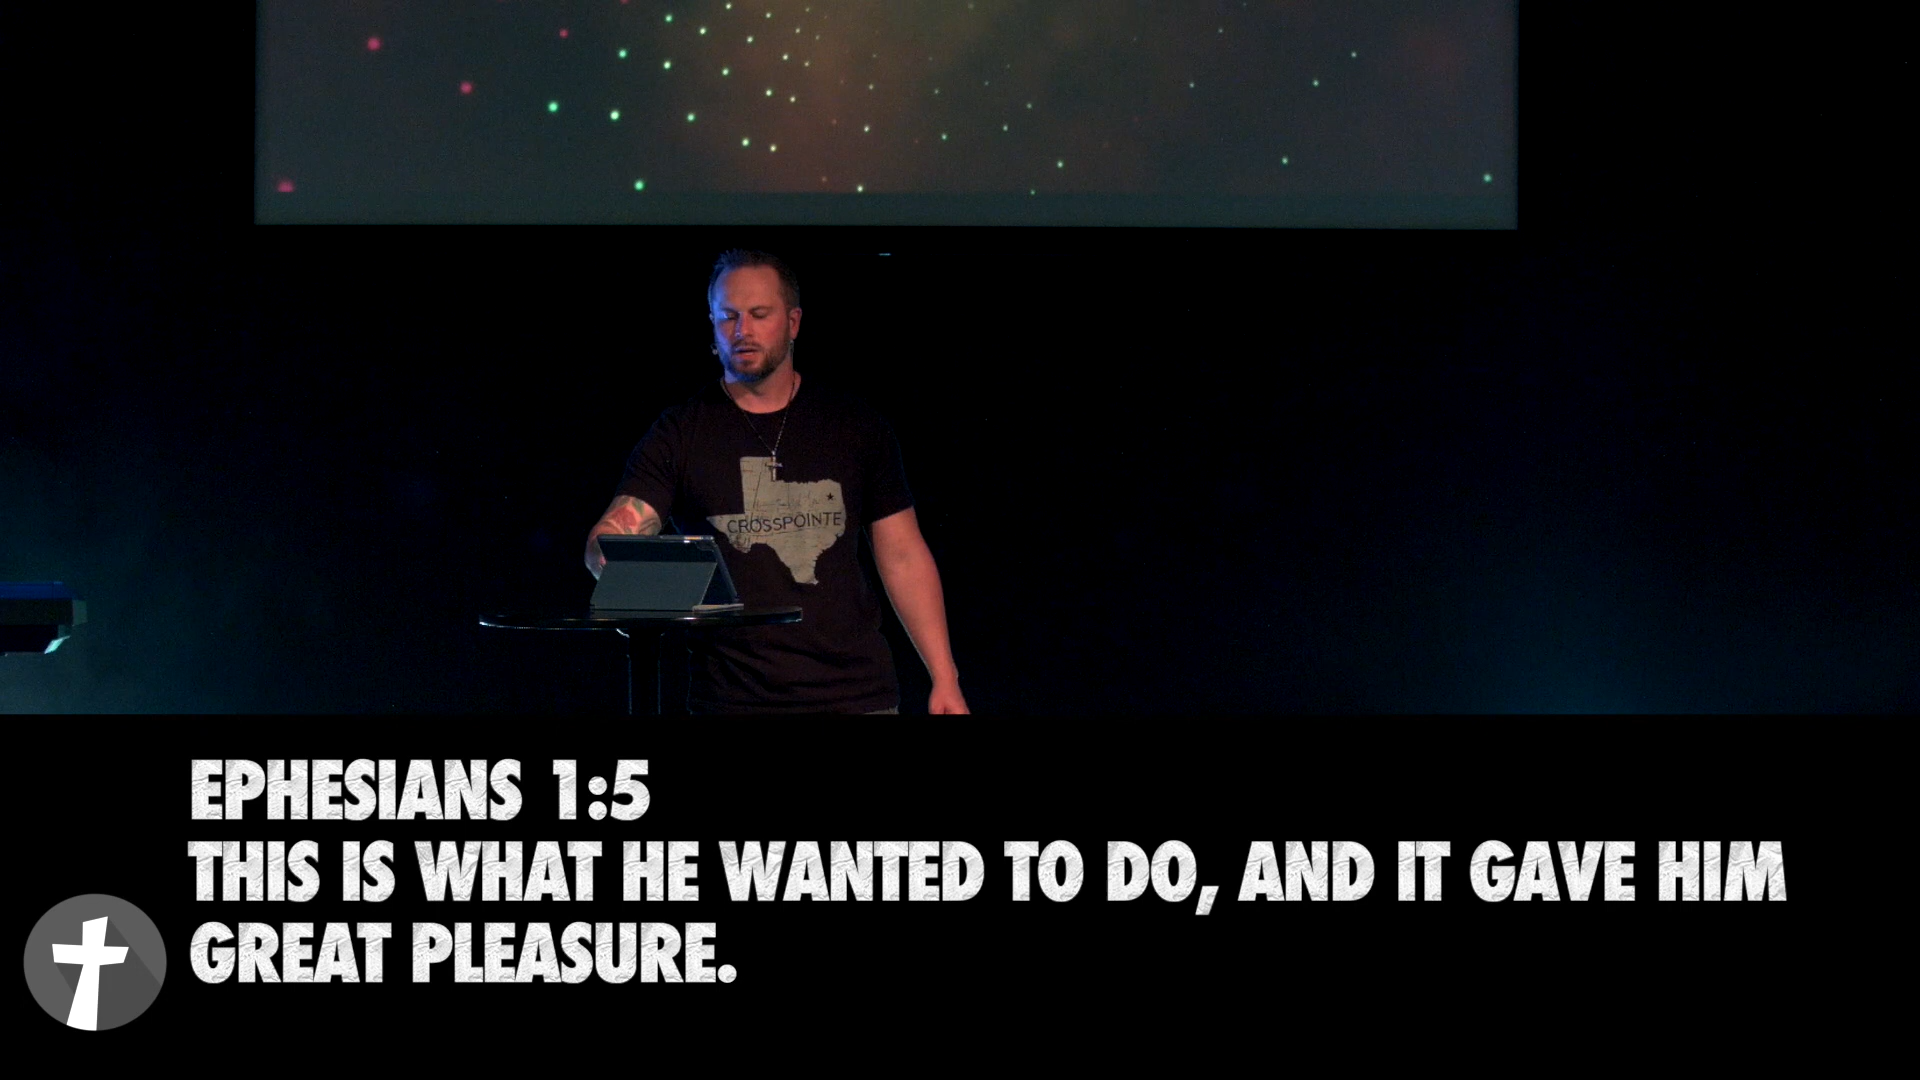 CROSSPOINTE
EPHESIANS 1:5
THIS IS WHAT HE WANTED TO DO, AND IT GAVE HIM
GREAT PLEASURE.